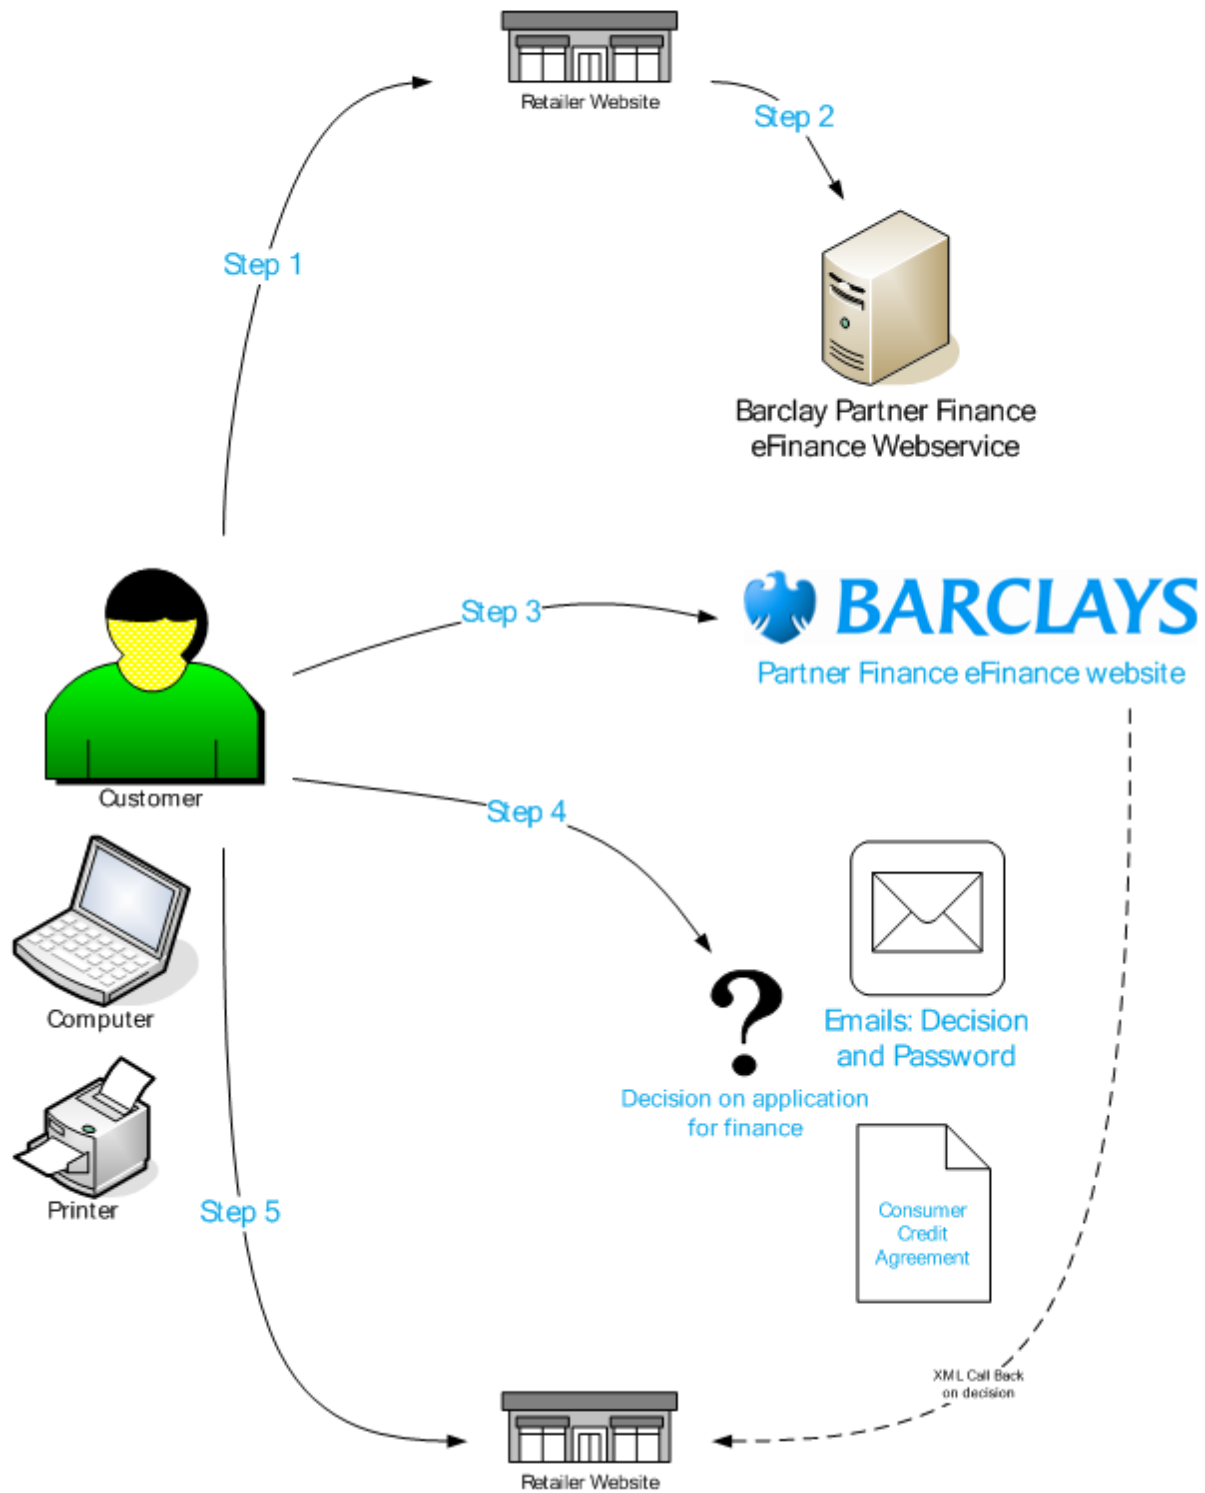 Retailer Website
Step 2
Step 1
Barclay Partner Finance
eFinance Webservice
Step 3
BARCLAYS
Partner Finance eFinance website
Customer
Step 4
Computer
Emails: Decision
and Password
Decision on application
for finance
Printer
Step 5
Consumer
Credit
Agreement
XML Call Back
on decision
Retailer Website